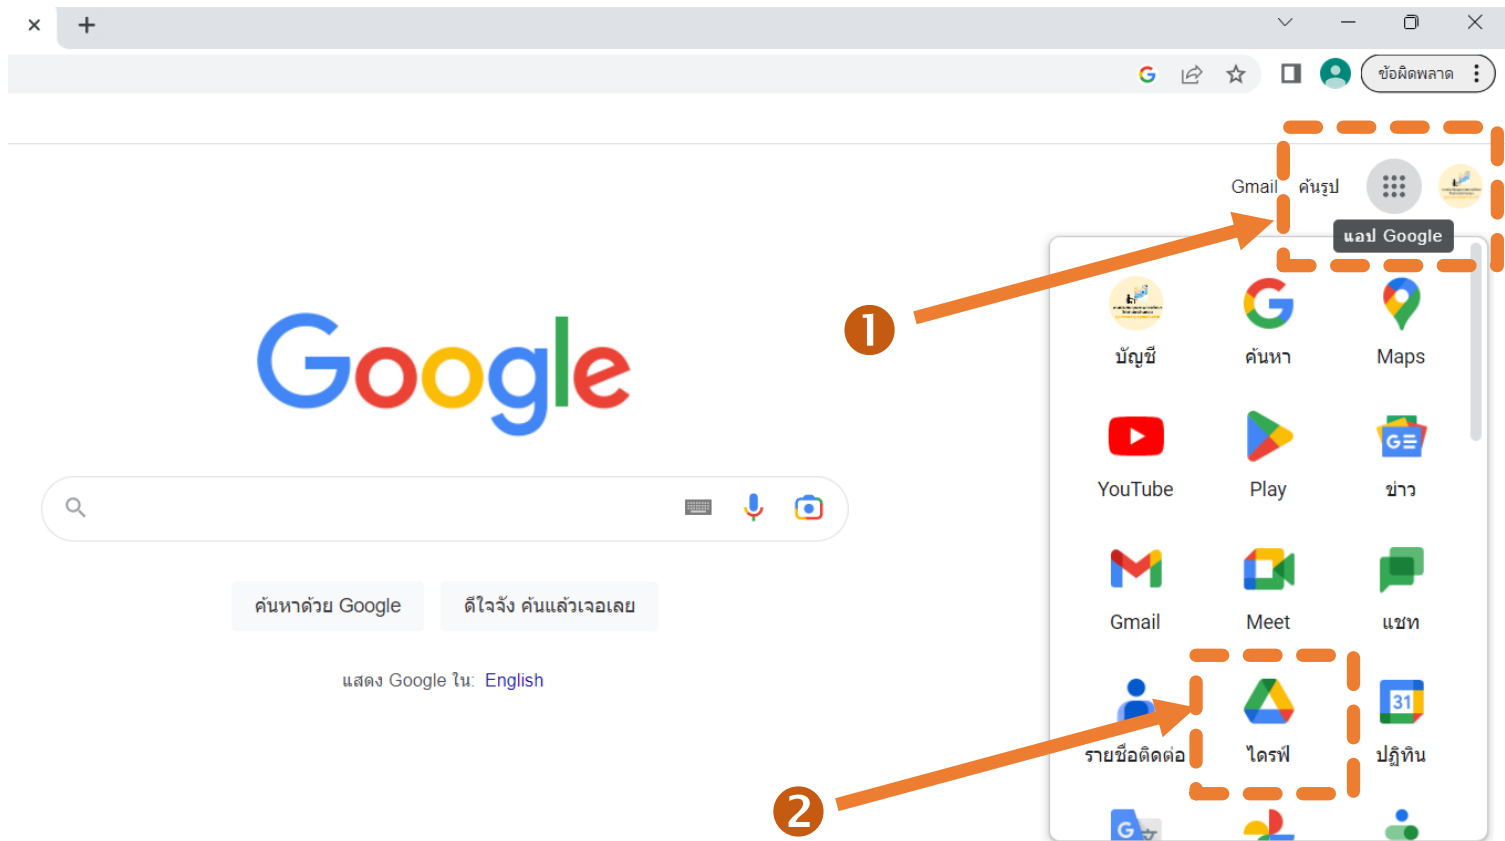 ข้อผิดพลาด
Gmail ค้นรูป
แอป Google
1
Google
บัญชี ค้นหา Maps
YouTube Play ข่าว
ค้นหาด้วย Google ดีใจจัง ค้นแล้วเจอเลย
Gmail Meet แชท
แสดง Google ใน: English
31
รายชื่อติดต่อ ไดรฟ์ ปฏิทิน
2